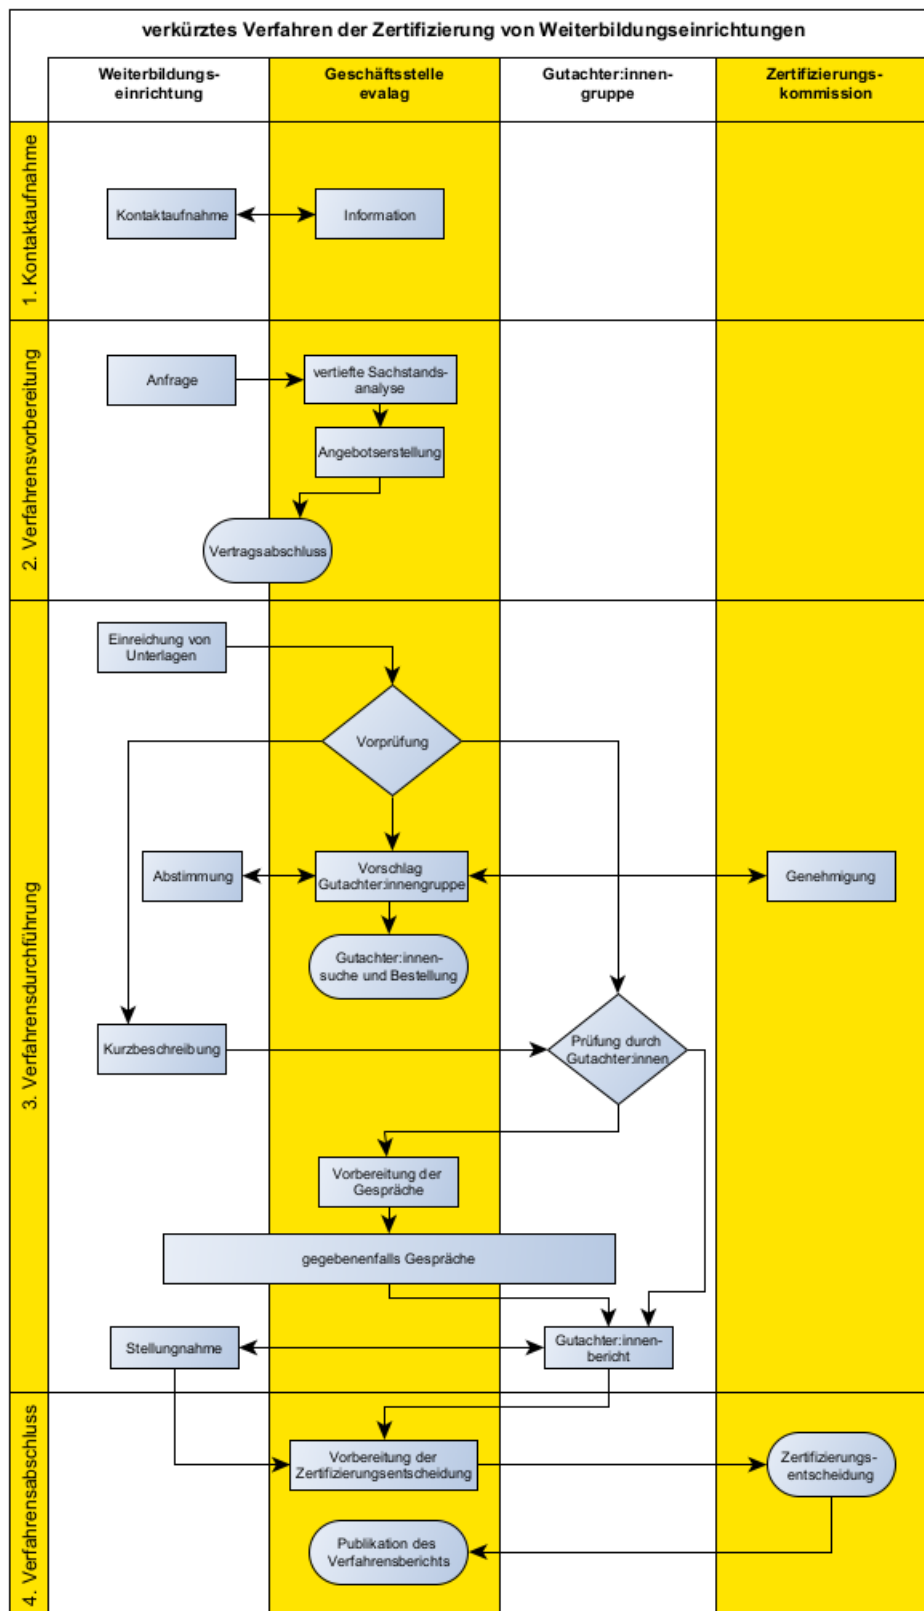 verkürztes Verfahren der Zertifizierung von Weiterbildungseinrichtungen
Weiterbildungs-
einrichtung
Geschäftsstelle
evalag
Gutachter:innen-
gruppe
Zertifizierungs-
kommission
1. Kontaktaufnahme
Kontaktaufnahme
Information
2. Verfahrensvorbereitung
Anfrage
vertiefte Sachstands-
analyse
Angebotserstellung
Vertragsabschluss
3. Verfahrensdurchführung
Einreichung von
Unterlagen
Vorprüfung
Abstimmung
Vorschlag
Gutachter:innengruppe
Genehmigung
Gutachter:innen-
suche und Bestellung
Kurzbeschreibung
Prüfung durch
Gutachter:innen
Vorbereitung der
Gespräche
gegebenenfalls Gespräche
Stellungnahme
Gutachter:innen-
bericht
4. Verfahrensabschluss
Vorbereitung der
Zertifizierungsentscheidung
Zertifizierungs-
entscheidung
Publikation des
Verfahrensberichts